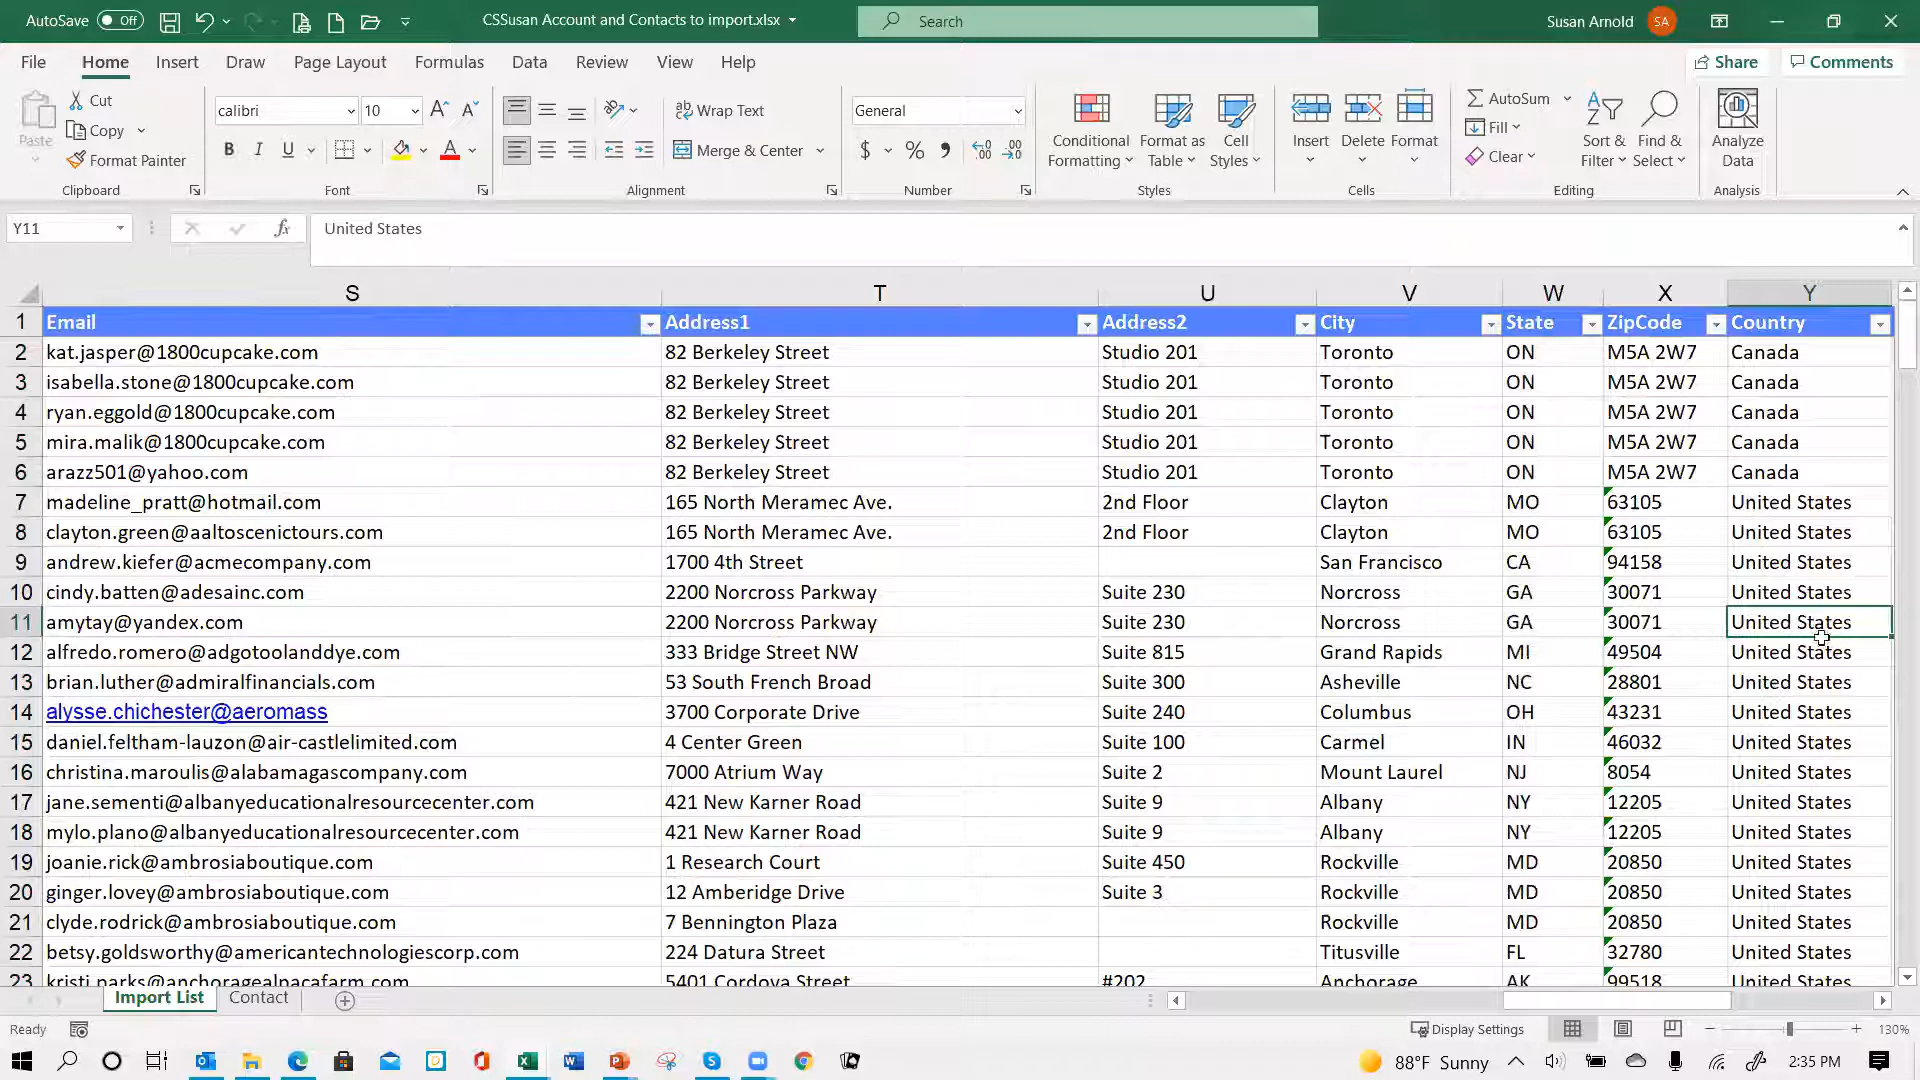 AutoSave Off CSSusan Account and Contacts to import.xlsx Search Susan Arnold SA
File Home Insert Draw Page Layout Formulas Data Review View Help Share Comments
Paste Cut Copy Format Painter Clipboard
calibri 10 B I U A Font
Wrap Text Merge & Center Alignment
General $ % Number
Conditional Formatting Format as Table Cell Styles Styles
Insert Delete Format Cells
AutoSum Fill Clear Sort & Filter Find & Select Editing
Analyze Data Analysis
Y11 fx United States
S T U V W X Y
1 Email Address1 Address2 City State ZipCode Country
2 kat.jasper@1800cupcake.com 82 Berkeley Street Studio 201 Toronto ON M5A 2W7 Canada
3 isabella.stone@1800cupcake.com 82 Berkeley Street Studio 201 Toronto ON M5A 2W7 Canada
4 ryan.eggold@1800cupcake.com 82 Berkeley Street Studio 201 Toronto ON M5A 2W7 Canada
5 mira.malik@1800cupcake.com 82 Berkeley Street Studio 201 Toronto ON M5A 2W7 Canada
6 arazz501@yahoo.com 82 Berkeley Street Studio 201 Toronto ON M5A 2W7 Canada
7 madeline_pratt@hotmail.com 165 North Meramec Ave. 2nd Floor Clayton MO 63105 United States
8 clayton.green@aaltoscenictours.com 165 North Meramec Ave. 2nd Floor Clayton MO 63105 United States
9 andrew.kiefer@acmecompany.com 1700 4th Street San Francisco CA 94158 United States
10 cindy.batten@adesainc.com 2200 Norcross Parkway Suite 230 Norcross GA 30071 United States
11 amytay@yandex.com 2200 Norcross Parkway Suite 230 Norcross GA 30071 United States
12 alfredo.romero@adgotoolanddye.com 333 Bridge Street NW Suite 815 Grand Rapids MI 49504 United States
13 brian.luther@admiralfinancials.com 53 South French Broad Suite 300 Asheville NC 28801 United States
14 alysse.chichester@aeromass 3700 Corporate Drive Suite 240 Columbus OH 43231 United States
15 daniel.feltham-lauzon@air-castlelimited.com 4 Center Green Suite 100 Carmel IN 46032 United States
16 christina.maroulis@alabamagascompany.com 7000 Atrium Way Suite 2 Mount Laurel NJ 8054 United States
17 jane.sementi@albanyeducationalresourcecenter.com 421 New Karner Road Suite 9 Albany NY 12205 United States
18 mylo.plano@albanyeducationalresourcecenter.com 421 New Karner Road Suite 9 Albany NY 12205 United States
19 joanie.rick@ambrosiaboutique.com 1 Research Court Suite 450 Rockville MD 20850 United States
20 ginger.lovey@ambrosiaboutique.com 12 Amberidge Drive Suite 3 Rockville MD 20850 United States
21 clyde.rodrick@ambrosiaboutique.com 7 Bennington Plaza Rockville MD 20850 United States
22 betsy.goldsworthy@americantechnologiescorp.com 224 Datura Street Titusville FL 32780 United States
23 kristi.parks@anchoragealpacafarm.com 5401 Cordova Street #202 Anchorage AK 99518 United States
Import List Contact
Ready Display Settings 130%
88°F Sunny 2:35 PM